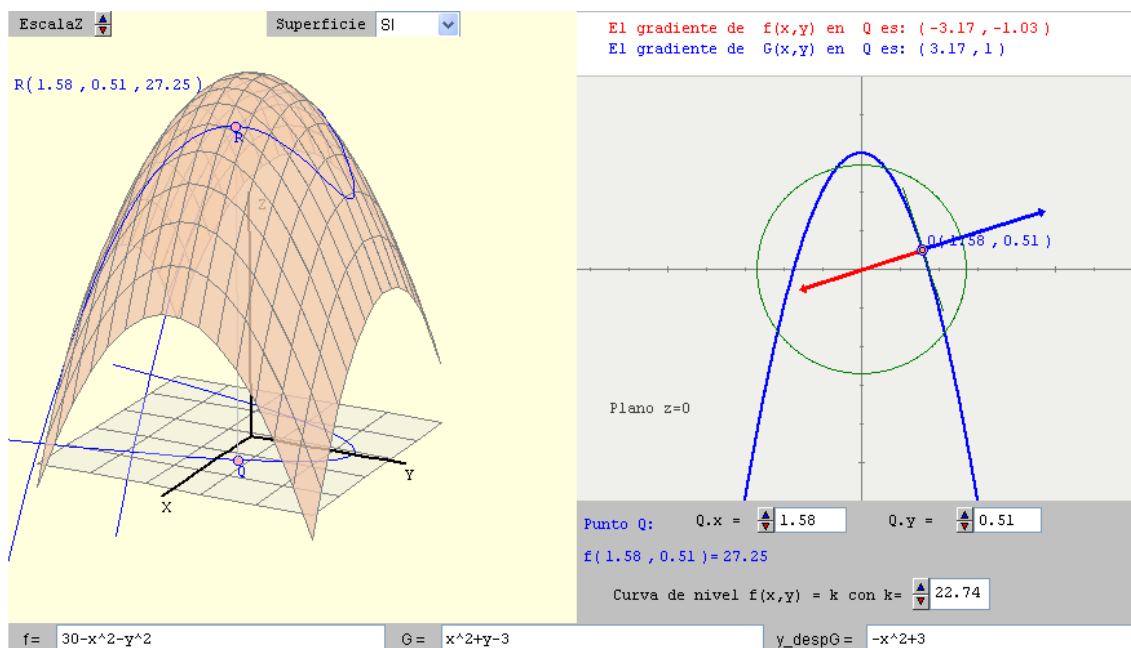 EscalaZ Superficie SI
R(1.58 , 0.51 , 27.25)
R
Z
Q
X
Y
El gradiente de f(x,y) en Q es: (-3.17 , -1.03)
El gradiente de G(x,y) en Q es: (3.17 , 1)
Q(1.58 , 0.51)
Plano z=0
Punto Q: Q.x = 1.58 Q.y = 0.51
f(1.58 , 0.51)= 27.25
Curva de nivel f(x,y) = k con k= 22.74
f= 30-x^2-y^2 G= x^2+y-3 y_despG= -x^2+3